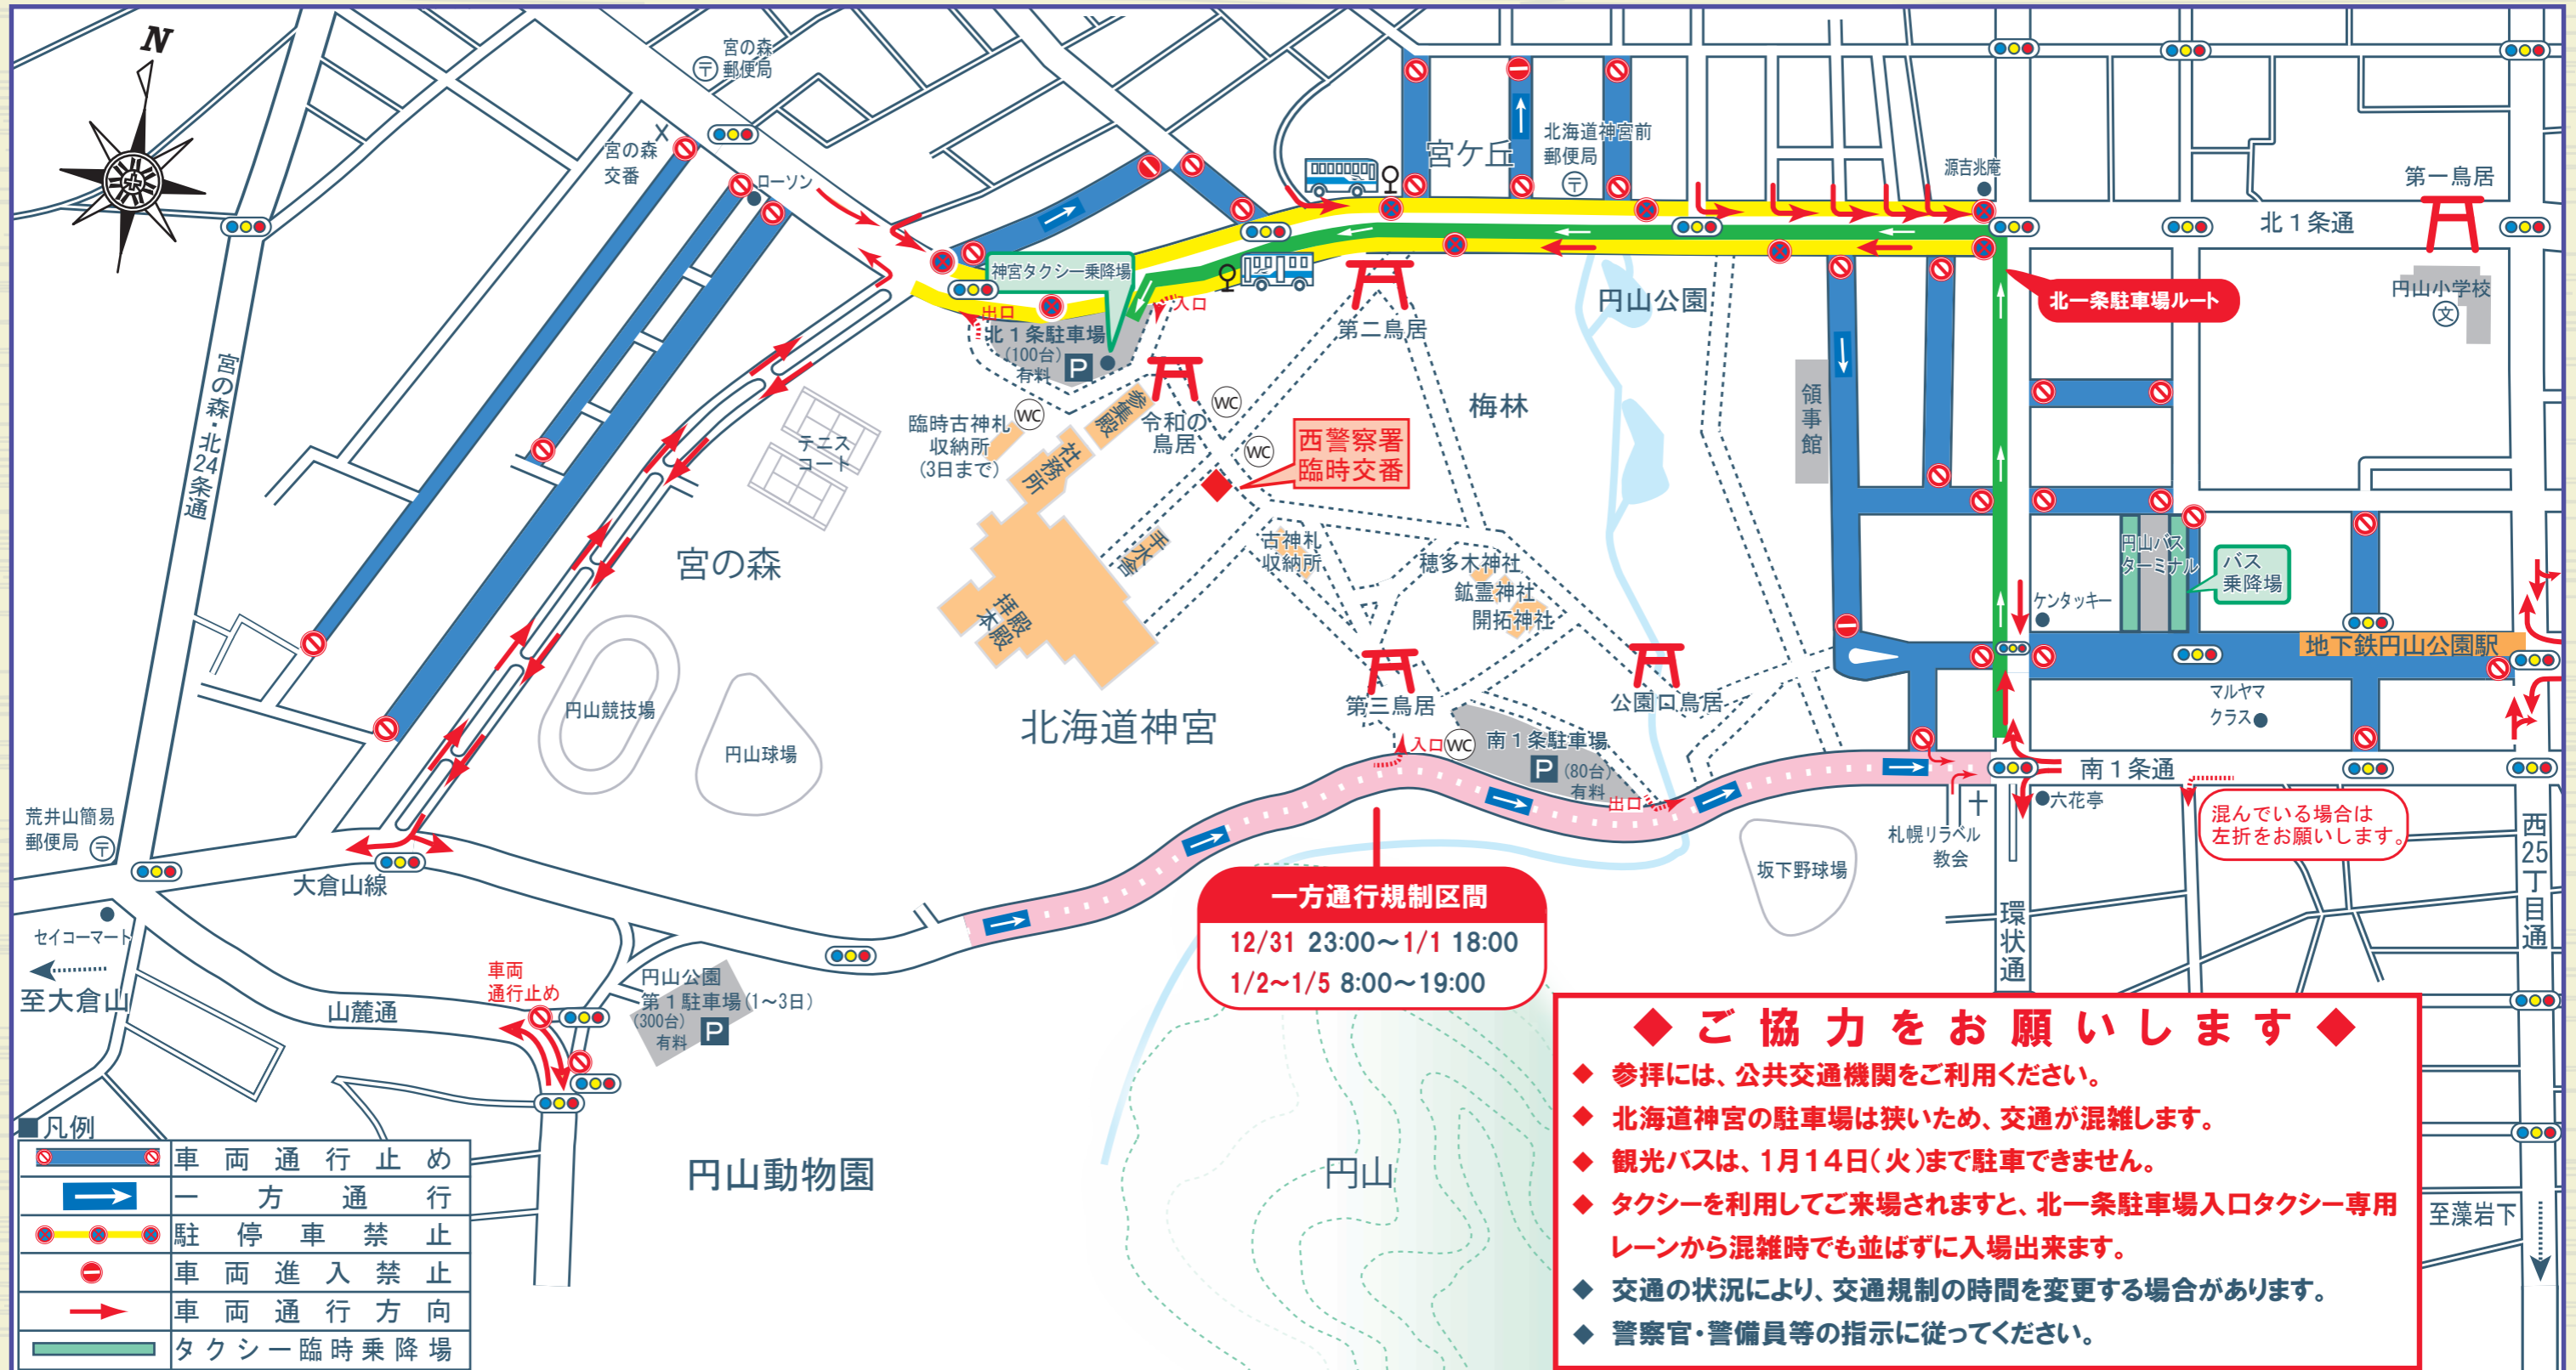 N
宮の森
郵便局
宮の森
交番
ローソン
宮の森・北24条通
神宮タクシー乗降場
出口
入口
北1条駐車場
(100台)
有料
P
臨時古神札
収納所
(3日まで)
WC
参集殿
社務所
令和の
鳥居
WC
WC
西警察署
臨時交番
手水舎
拝殿
本殿
古神札
収納所
穂多木神社
鉱霊神社
開拓神社
第二鳥居
第三鳥居
公園口鳥居
梅林
円山公園
宮ケ丘
北海道神宮前
郵便局
源吉兆庵
第一鳥居
北1条通
北一条駐車場ルート
円山小学校
文
領事館
円山バス
ターミナル
バス
乗降場
ケンタッキー
地下鉄円山公園駅
マルヤマ
クラス
テニス
コート
宮の森
円山競技場
円山球場
北海道神宮
入口
WC
南1条駐車場
P
(80台)
有料
出口
南1条通
六花亭
札幌リラベル
教会
坂下野球場
混んでいる場合は
左折をお願いします。
環状通
西25丁目通
荒井山簡易
郵便局
大倉山線
セイコーマート
至大倉山
山麓通
車両
通行止め
円山公園
第1駐車場(1~3日)
(300台)
有料
P
一方通行規制区間
12/31 23:00~1/1 18:00
1/2~1/5 8:00~19:00
円山動物園
円山
至藻岩下
■凡例
車両通行止め
一方通行
駐停車禁止
車両進入禁止
車両通行方向
タクシー臨時乗降場
◆ご協力をお願いします◆
◆ 参拝には、公共交通機関をご利用ください。
◆ 北海道神宮の駐車場は狭いため、交通が混雑します。
◆ 観光バスは、1月14日(火)まで駐車できません。
◆ タクシーを利用してご来場されますと、北一条駐車場入口タクシー専用
レーンから混雑時でも並ばずに入場出来ます。
◆ 交通の状況により、交通規制の時間を変更する場合があります。
◆ 警察官・警備員等の指示に従ってください。